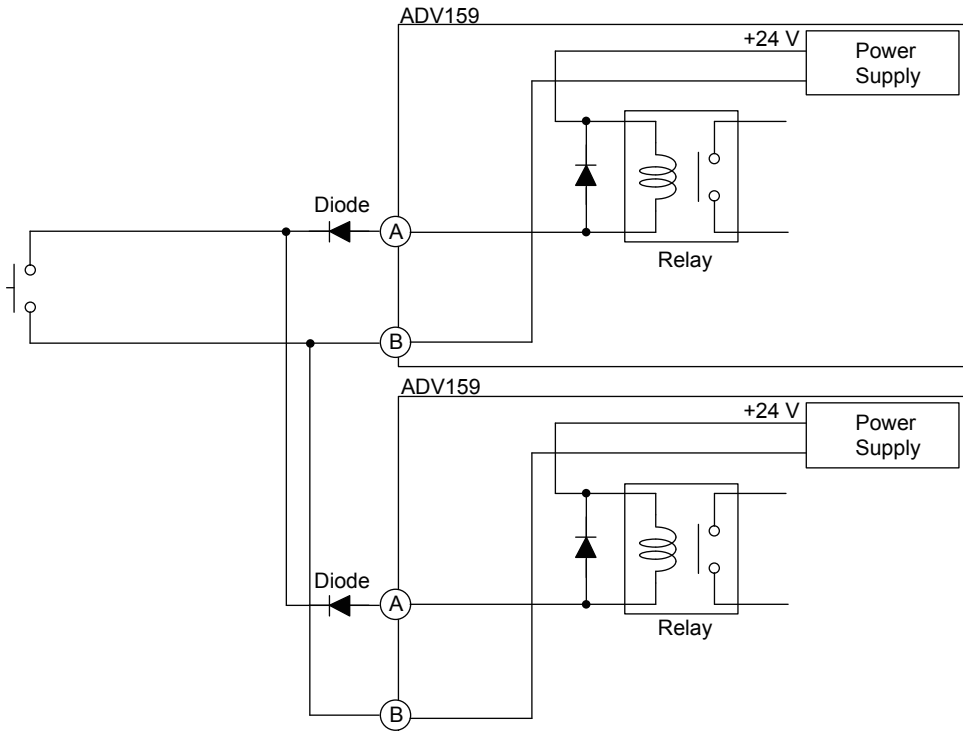 ADV159
+24 V
Power
Supply
Diode
A
Relay
B
ADV159
+24 V
Power
Supply
Diode
A
Relay
B